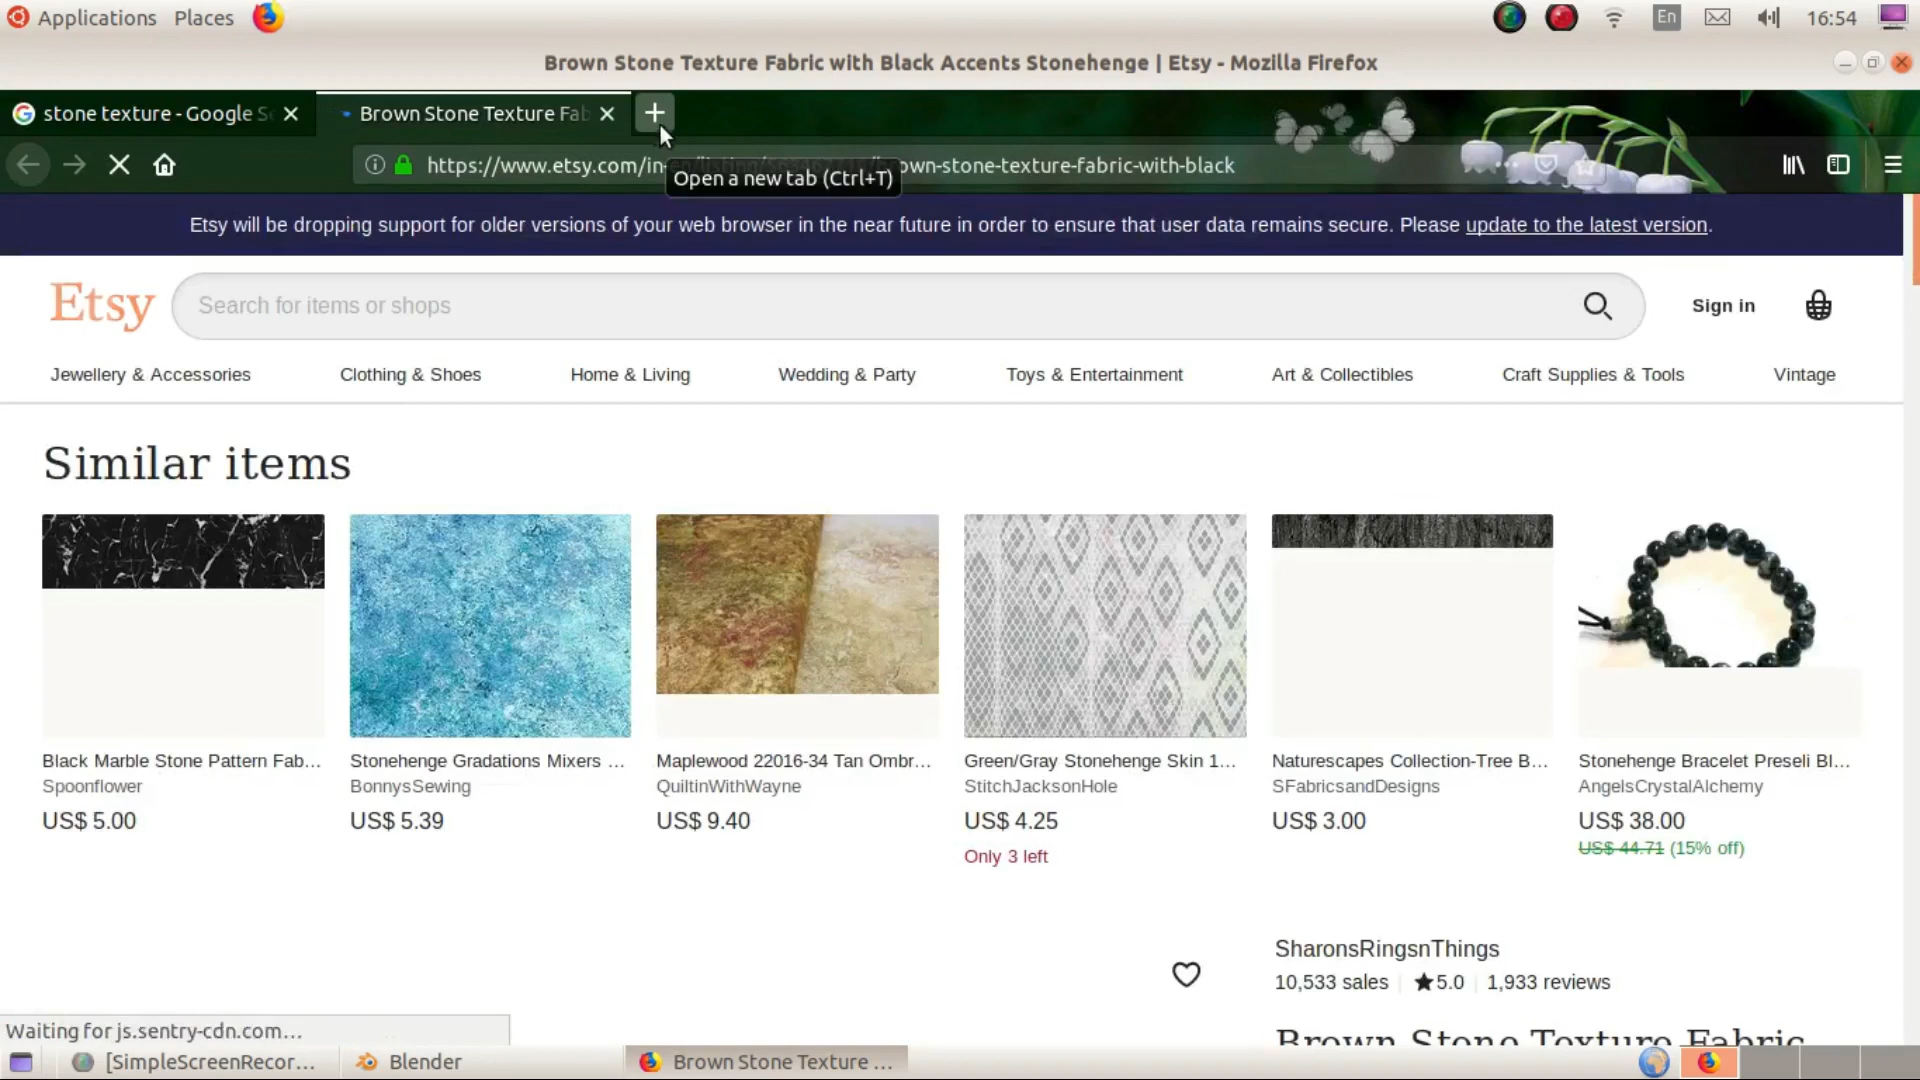 Applications Places En 16:54
Brown Stone Texture Fabric with Black Accents Stonehenge | Etsy - Mozilla Firefox
stone texture - Google S Brown Stone Texture Fab
https://www.etsy.com/in- brown-stone-texture-fabric-with-black
Open a new tab (Ctrl+T)
Etsy will be dropping support for older versions of your web browser in the near future in order to ensure that user data remains secure. Please update to the latest version.
Etsy Search for items or shops Sign in
Jewellery & Accessories Clothing & Shoes Home & Living Wedding & Party Toys & Entertainment Art & Collectibles Craft Supplies & Tools Vintage
Similar items
Black Marble Stone Pattern Fab... Stonehenge Gradations Mixers ... Maplewood 22016-34 Tan Ombr... Green/Gray Stonehenge Skin 1... Naturescapes Collection-Tree B... Stonehenge Bracelet Preseli Bl...
Spoonflower BonnysSewing QuiltinWithWayne StitchJacksonHole SFabricsandDesigns AngelsCrystalAlchemy
US$ 5.00 US$ 5.39 US$ 9.40 US$ 4.25 US$ 3.00 US$ 38.00
Only 3 left US$ 44.71 (15% off)
SharonsRingsnThings
10,533 sales 5.0 1,933 reviews
Brown Stone Texture Fabric
Waiting for js.sentry-cdn.com...
[SimpleScreenRecor... Blender Brown Stone Texture ...